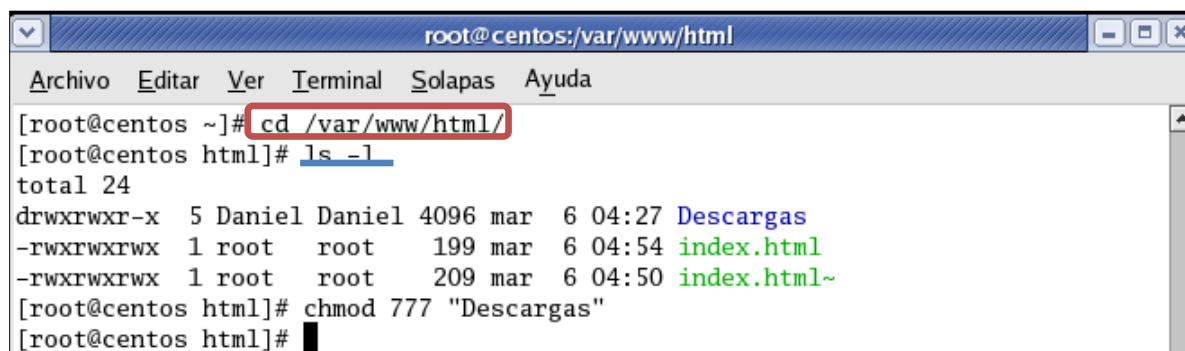 root@centos:/var/www/html
Archivo Editar Ver Terminal Solapas Ayuda
[root@centos ~]# cd /var/www/html/
[root@centos html]# ls -l
total 24
drwxrwxr-x 5 Daniel Daniel 4096 mar 6 04:27 Descargas
-rwxrwxrwx 1 root root 199 mar 6 04:54 index.html
-rwxrwxrwx 1 root root 209 mar 6 04:50 index.html~
[root@centos html]# chmod 777 "Descargas"
[root@centos html]#